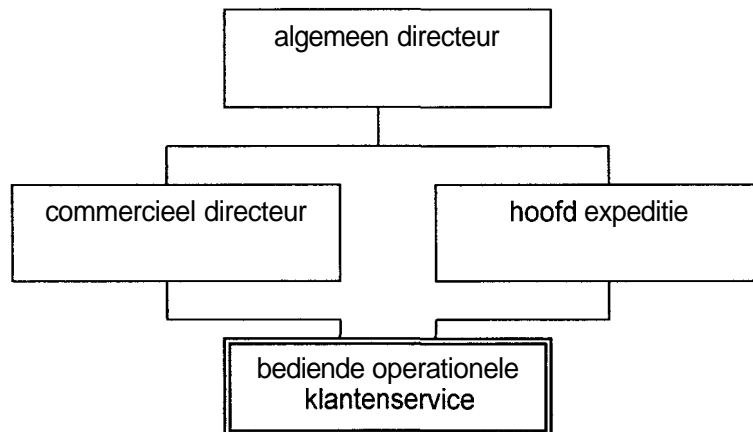 algemeen directeur
commercieel directeur
hoofd expeditie
bediende operationele
klantenservice